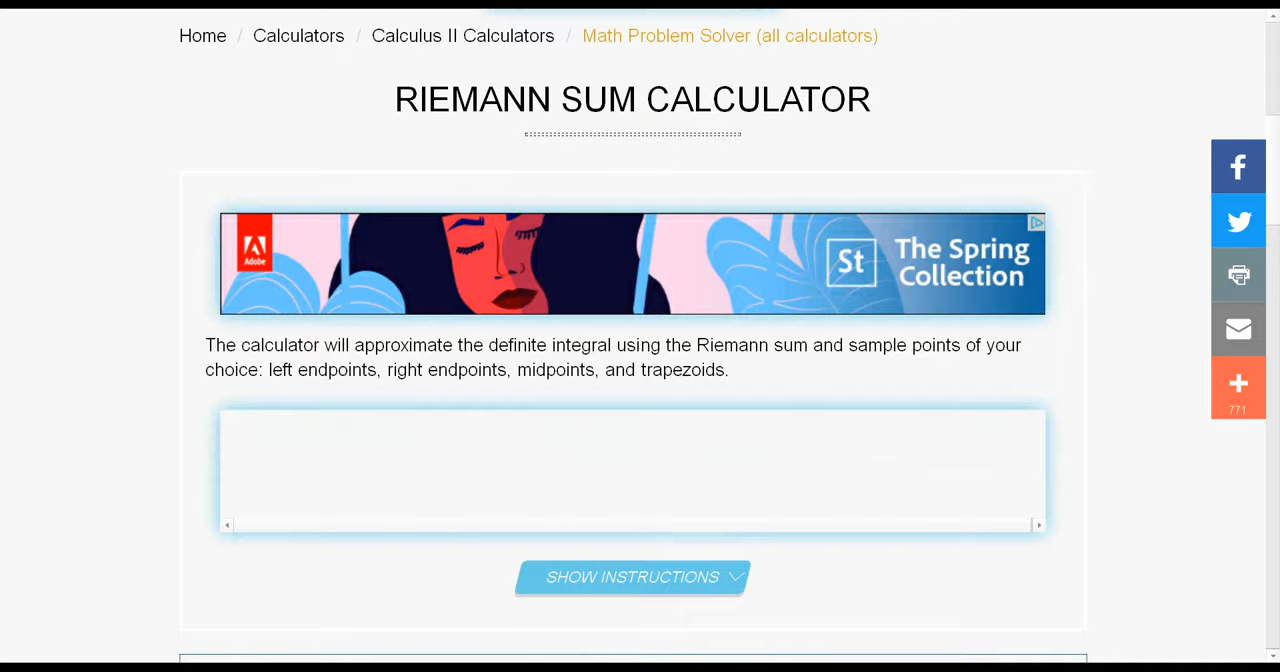 Home / Calculators / Calculus II Calculators / Math Problem Solver (all calculators)
RIEMANN SUM CALCULATOR
Adobe
St
The Spring
Collection
The calculator will approximate the definite integral using the Riemann sum and sample points of your
choice: left endpoints, right endpoints, midpoints, and trapezoids.
SHOW INSTRUCTIONS
771